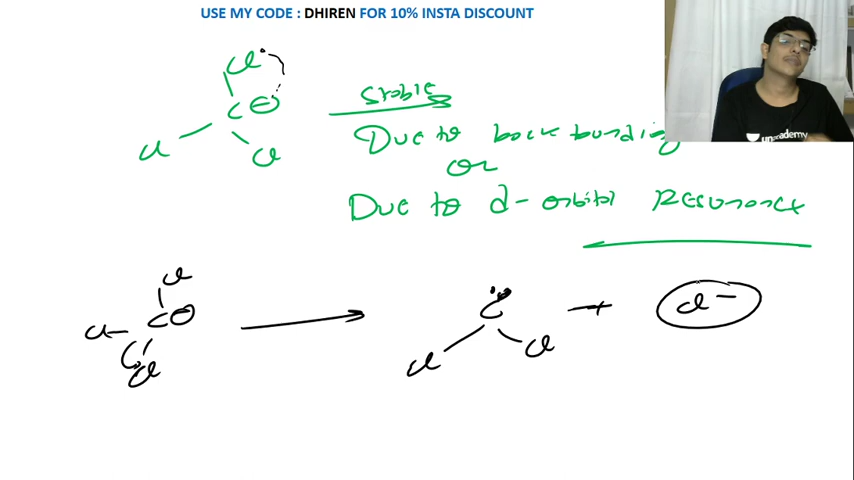 USE MY CODE : DHIREN FOR 10% INSTA DISCOUNT
Cl
C⊖
Cl
Cl
Stable
Due to back bonding
or
Due to d-orbital Resonance
unacademy
Cl
Cl C⊖
Cl
C̈ + Cl⁻
Cl Cl